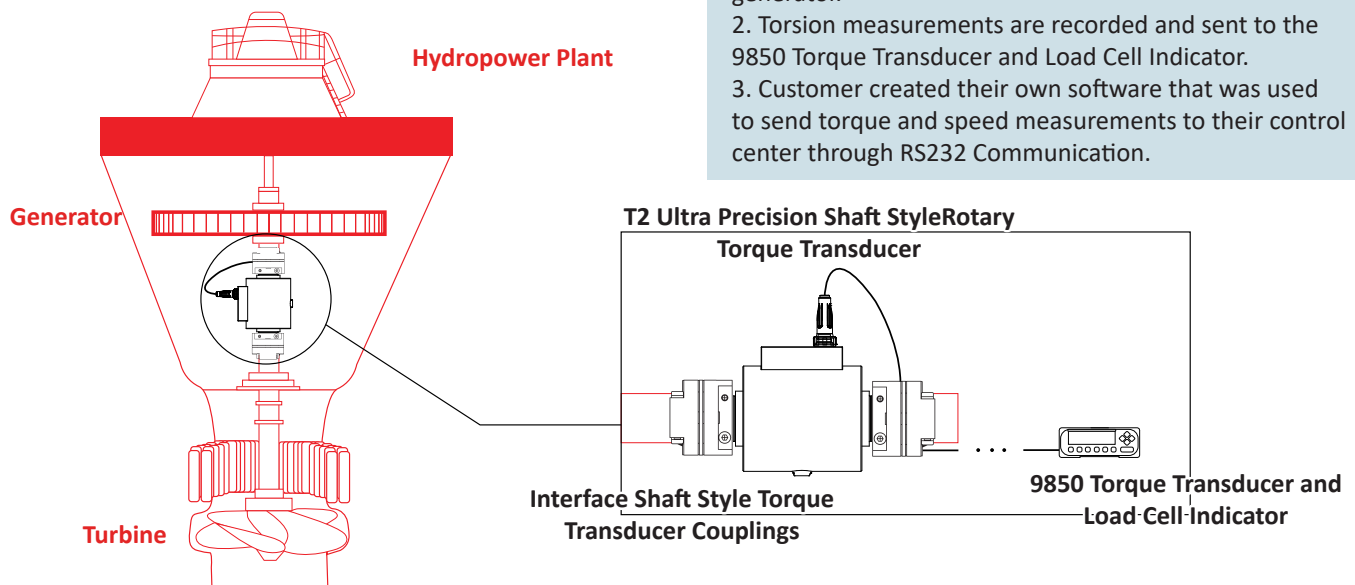 generator.
2. Torsion measurements are recorded and sent to the
9850 Torque Transducer and Load Cell Indicator.
3. Customer created their own software that was used
to send torque and speed measurements to their control
center through RS232 Communication.
Hydropower Plant
Generator
T2 Ultra Precision Shaft StyleRotary
Torque Transducer
Interface Shaft Style Torque
Transducer Couplings
9850 Torque Transducer and
Load Cell Indicator
Turbine